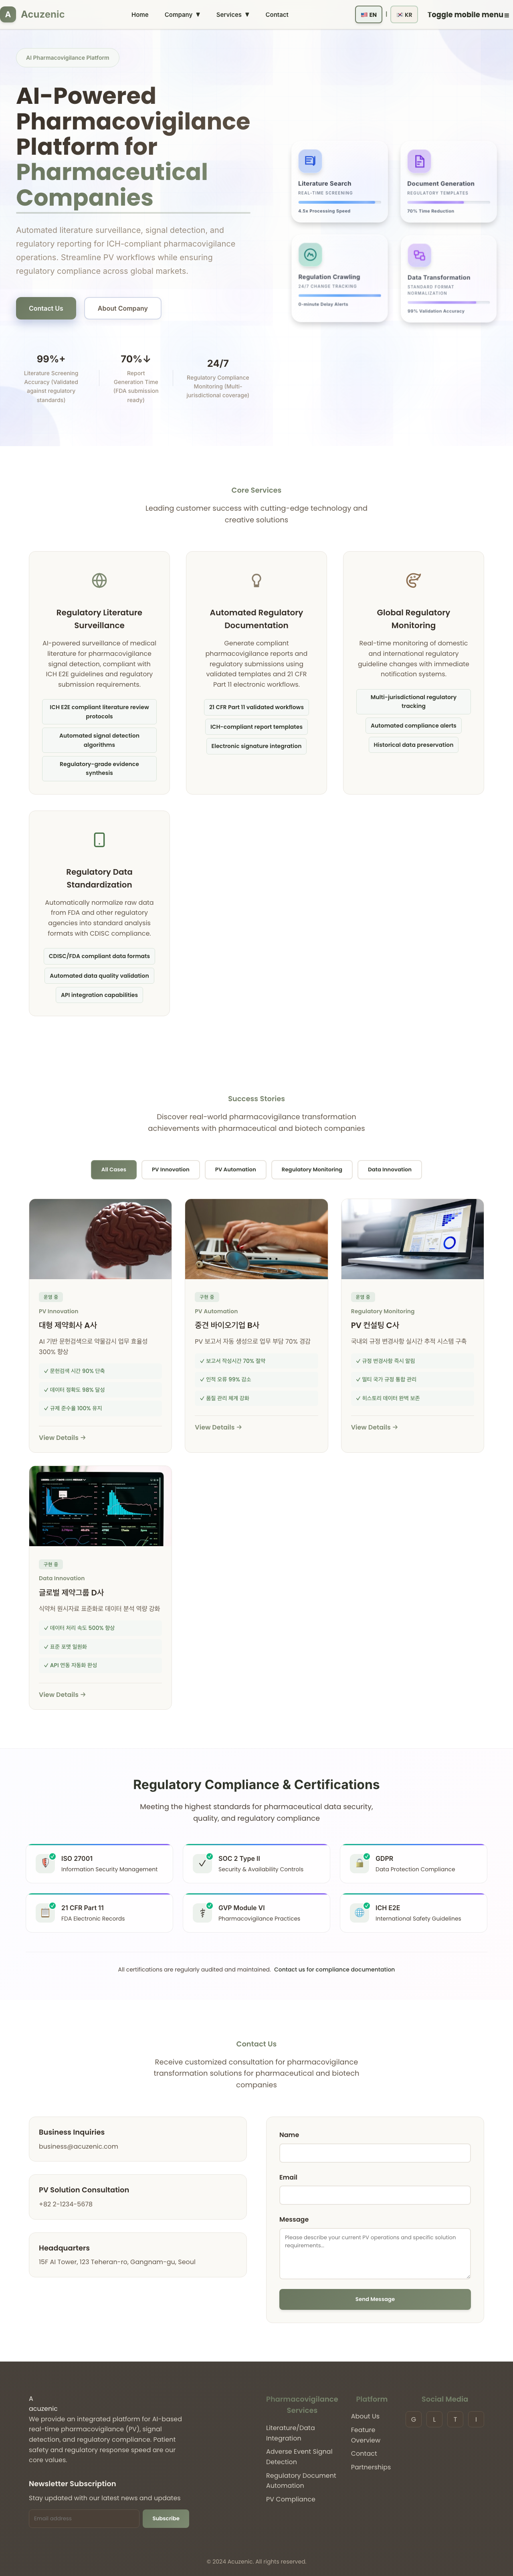 A Acuzenic
Home Company ▼ Services ▼ Contact
EN | KR
Toggle mobile menu
AI Pharmacovigilance Platform
AI-Powered
Pharmacovigilance
Platform for
Pharmaceutical
Companies
Automated literature surveillance, signal detection, and
regulatory reporting for ICH-compliant pharmacovigilance
operations. Streamline PV workflows while ensuring
regulatory compliance across global markets.
Contact Us
About Company
99%+
Literature Screening
Accuracy (Validated
against regulatory
standards)
70%↓
Report
Generation Time
(FDA submission
ready)
24/7
Regulatory Compliance
Monitoring (Multi-
jurisdictional coverage)
Literature Search
REAL-TIME SCREENING
4.5x Processing Speed
Document Generation
REGULATORY TEMPLATES
70% Time Reduction
Regulation Crawling
24/7 CHANGE TRACKING
0-minute Delay Alerts
Data Transformation
STANDARD FORMAT
NORMALIZATION
99% Validation Accuracy
Core Services
Leading customer success with cutting-edge technology and
creative solutions
Regulatory Literature
Surveillance
AI-powered surveillance of medical
literature for pharmacovigilance
signal detection, compliant with
ICH E2E guidelines and regulatory
submission requirements.
ICH E2E compliant literature review
protocols
Automated signal detection
algorithms
Regulatory-grade evidence
synthesis
Automated Regulatory
Documentation
Generate compliant
pharmacovigilance reports and
regulatory submissions using
validated templates and 21 CFR
Part 11 electronic workflows.
21 CFR Part 11 validated workflows
ICH-compliant report templates
Electronic signature integration
Global Regulatory
Monitoring
Real-time monitoring of domestic
and international regulatory
guideline changes with immediate
notification systems.
Multi-jurisdictional regulatory
tracking
Automated compliance alerts
Historical data preservation
Regulatory Data
Standardization
Automatically normalize raw data
from FDA and other regulatory
agencies into standard analysis
formats with CDISC compliance.
CDISC/FDA compliant data formats
Automated data quality validation
API integration capabilities
Success Stories
Discover real-world pharmacovigilance transformation
achievements with pharmaceutical and biotech companies
All Cases
PV Innovation
PV Automation
Regulatory Monitoring
Data Innovation
운영 중
PV Innovation
대형 제약회사 A사
AI 기반 문헌검색으로 약물감시 업무 효율성
300% 향상
✓ 문헌검색 시간 90% 단축
✓ 데이터 정확도 98% 달성
✓ 규제 준수율 100% 유지
View Details →
구현 중
PV Automation
중견 바이오기업 B사
PV 보고서 자동 생성으로 업무 부담 70% 경감
✓ 보고서 작성시간 70% 절약
✓ 인적 오류 99% 감소
✓ 품질 관리 체계 강화
View Details →
운영 중
Regulatory Monitoring
PV 컨설팅 C사
국내외 규정 변경사항 실시간 추적 시스템 구축
✓ 규정 변경사항 즉시 알림
✓ 멀티 국가 규정 통합 관리
✓ 히스토리 데이터 완벽 보존
View Details →
구현 중
Data Innovation
글로벌 제약그룹 D사
식약처 원시자료 표준화로 데이터 분석 역량 강화
✓ 데이터 처리 속도 500% 향상
✓ 표준 포맷 일원화
✓ API 연동 자동화 완성
View Details →
Regulatory Compliance & Certifications
Meeting the highest standards for pharmaceutical data security,
quality, and regulatory compliance
ISO 27001
Information Security Management
SOC 2 Type II
Security & Availability Controls
GDPR
Data Protection Compliance
21 CFR Part 11
FDA Electronic Records
GVP Module VI
Pharmacovigilance Practices
ICH E2E
International Safety Guidelines
All certifications are regularly audited and maintained. Contact us for compliance documentation
Contact Us
Receive customized consultation for pharmacovigilance
transformation solutions for pharmaceutical and biotech
companies
Business Inquiries
business@acuzenic.com
PV Solution Consultation
+82 2-1234-5678
Headquarters
15F AI Tower, 123 Teheran-ro, Gangnam-gu, Seoul
Name
Email
Message
Please describe your current PV operations and specific solution
requirements...
Send Message
A
acuzenic
We provide an integrated platform for AI-based
real-time pharmacovigilance (PV), signal
detection, and regulatory compliance. Patient
safety and regulatory response speed are our
core values.
Newsletter Subscription
Stay updated with our latest news and updates
Email address
Subscribe
Pharmacovigilance
Services
Literature/Data
Integration
Adverse Event Signal
Detection
Regulatory Document
Automation
PV Compliance
Platform
About Us
Feature
Overview
Contact
Partnerships
Social Media
G L T I
© 2024 Acuzenic. All rights reserved.